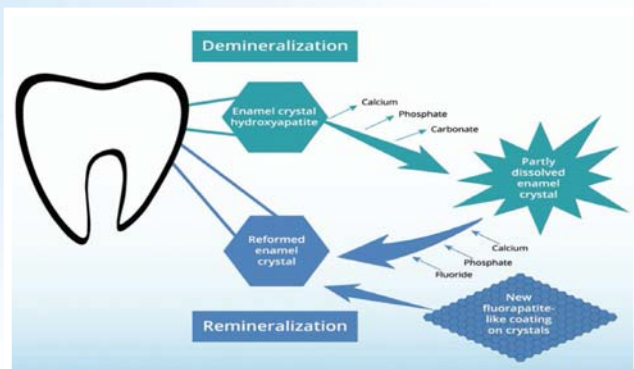 Demineralization
Enamel crystal
hydroxyapatite
Calcium
Phosphate
Carbonate
Partly
dissolved
enamel
crystal
Reformed
enamel
crystal
Calcium
Phosphate
Fluoride
New
fluorapatite-
like coating
on crystals
Remineralization